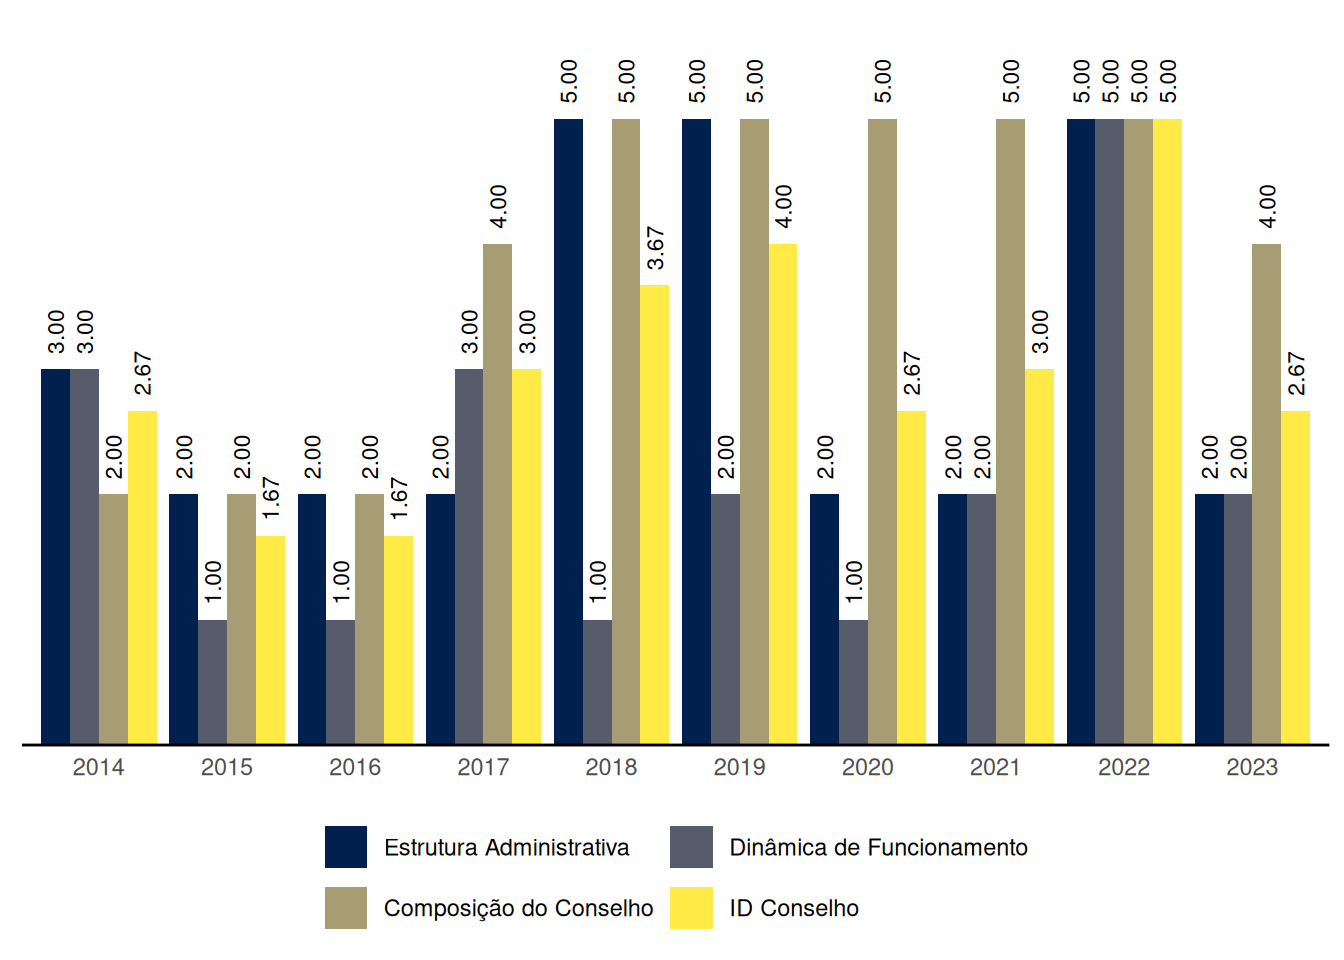 5.00 5.00 5.00 5.00 5.00 5.00 5.00 5.00 5.00 5.00
4.00 4.00 4.00
3.67
3.00 3.00 3.00 3.00 3.00
2.67 2.67 2.67
2.00 2.00 2.00 2.00 2.00 2.00 2.00 2.00 2.00 2.00 2.00 2.00
1.67 1.67
1.00 1.00 1.00 1.00
2014 2015 2016 2017 2018 2019 2020 2021 2022 2023
Estrutura Administrativa Dinâmica de Funcionamento
Composição do Conselho ID Conselho